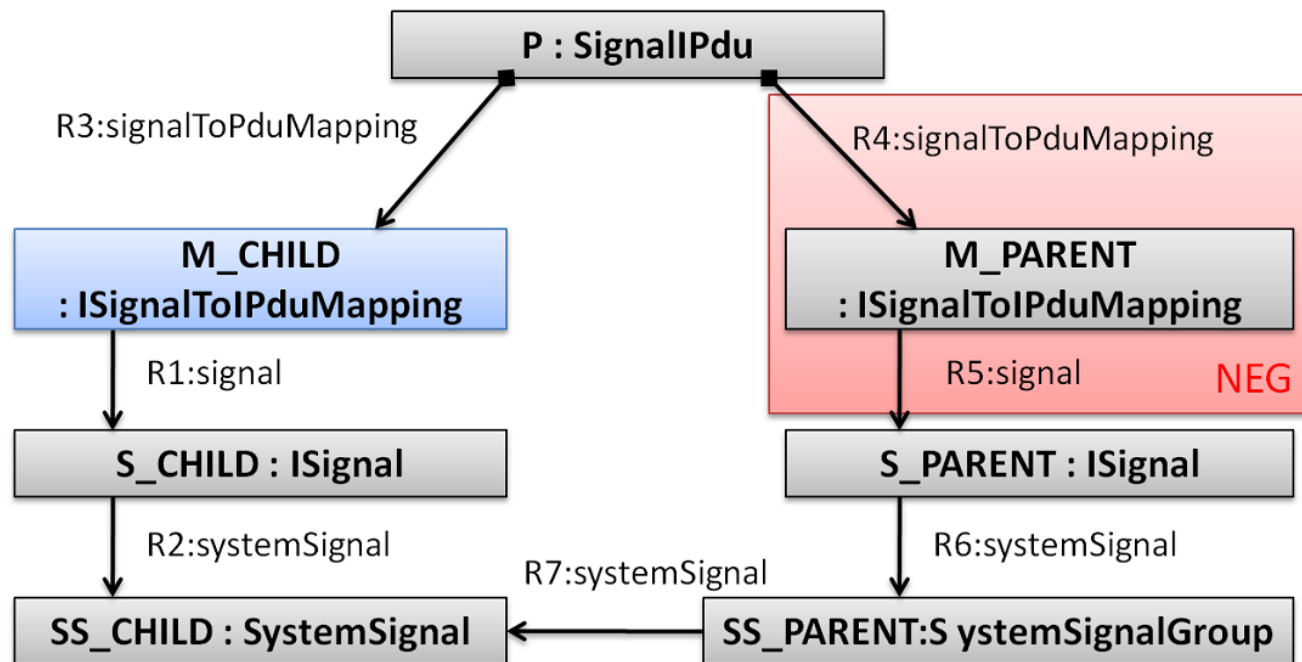 P : SignalIPdu
R3:signalToPduMapping
R4:signalToPduMapping
M_CHILD
: ISignalToIPduMapping
M_PARENT
: ISignalToIPduMapping
R1:signal
R5:signal
NEG
S_CHILD : ISignal
S_PARENT : ISignal
R2:systemSignal
R6:systemSignal
R7:systemSignal
SS_CHILD : SystemSignal
SS_PARENT:S ystemSignalGroup